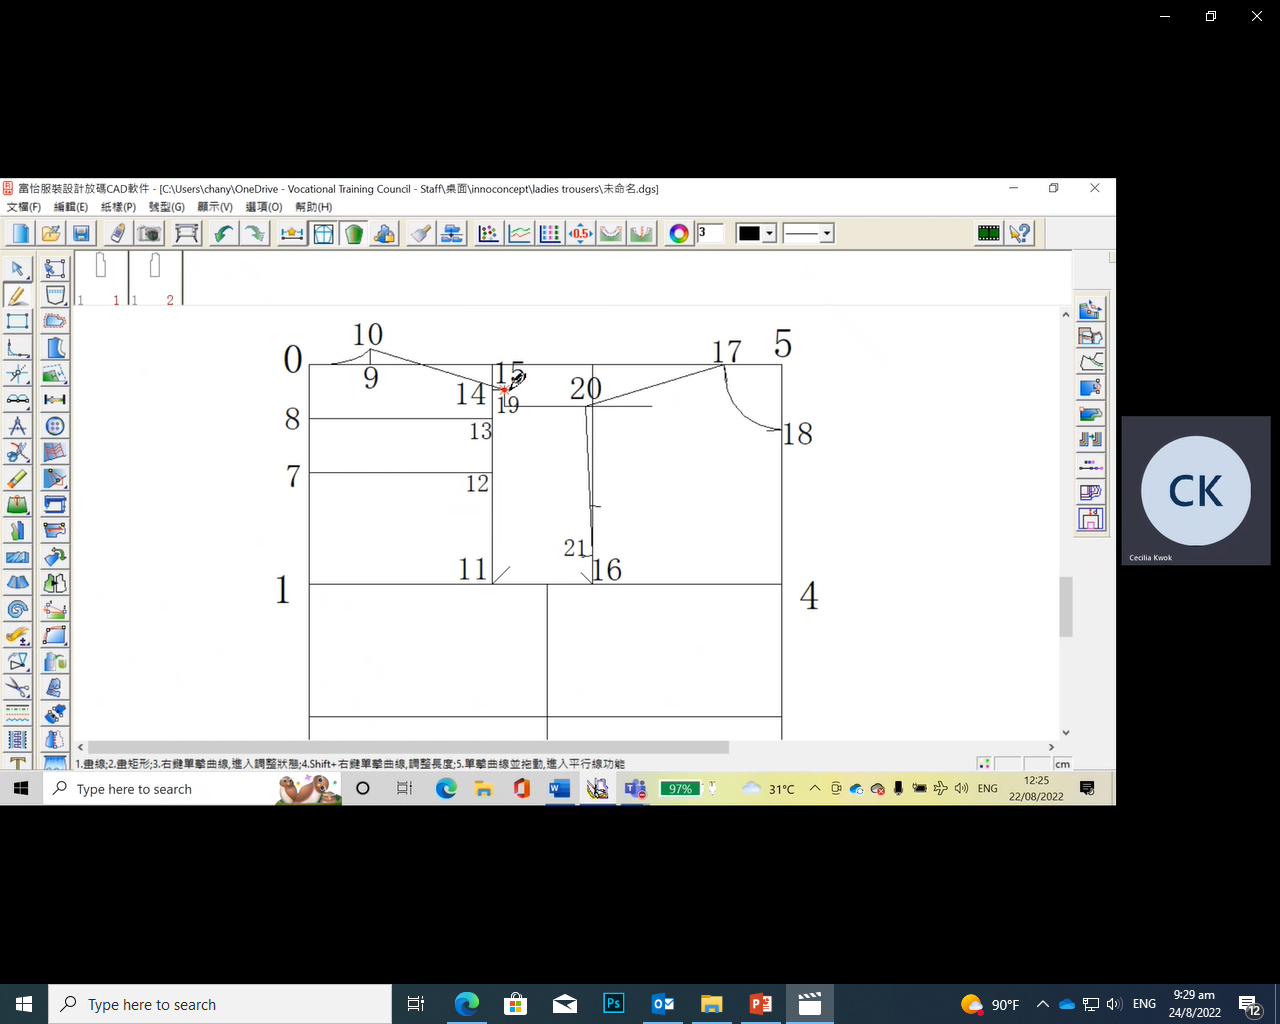 富怡服裝設計放碼CAD軟件 - [C:\Users\chany\OneDrive - Vocational Training Council - Staff\桌面\innoconcept\ladies trousers\未命名.dgs]
文檔(F) 編輯(E) 紙樣(P) 號型(G) 顯示(V) 選項(O) 幫助(H)
0.5
3
1 1 1 2
10
0
5
17
15
9
14
20
19
8
13
18
7
12
21
11
16
1
4
CK
Cecilia Kwok
1.畫線;2.畫矩形;3.右鍵單擊曲線,進入調整狀態;4.Shift+右鍵單擊曲線,調整長度;5.單擊曲線並拖動,進入平行線功能
cm
Type here to search
97%
31°C
ENG
12:25
22/08/2022
Type here to search
Ps
90°F
ENG
9:29 am
24/8/2022
12